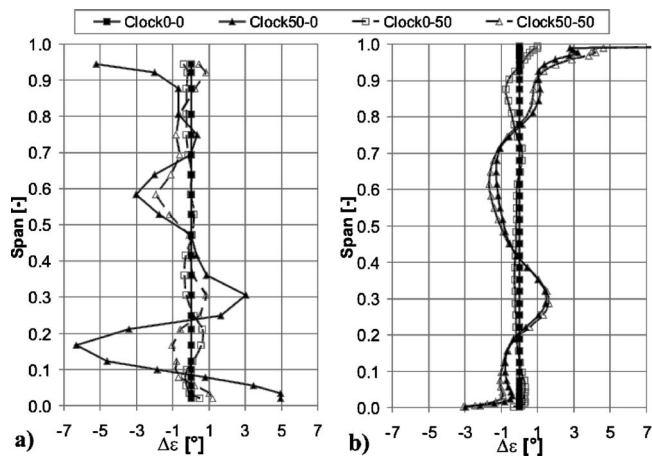 Clock0-0 Clock50-0 Clock0-50 Clock50-50
1.0 1.0
0.9 0.9
0.8 0.8
0.7 0.7
0.6 0.6
0.5 0.5
0.4 0.4
0.3 0.3
0.2 0.2
0.1 0.1
0.0 0.0
Span [-] Span [-]
-7 -5 -3 -1 1 3 5 7 -7 -5 -3 -1 1 3 5 7
a) Δε [°] b) Δε [°]